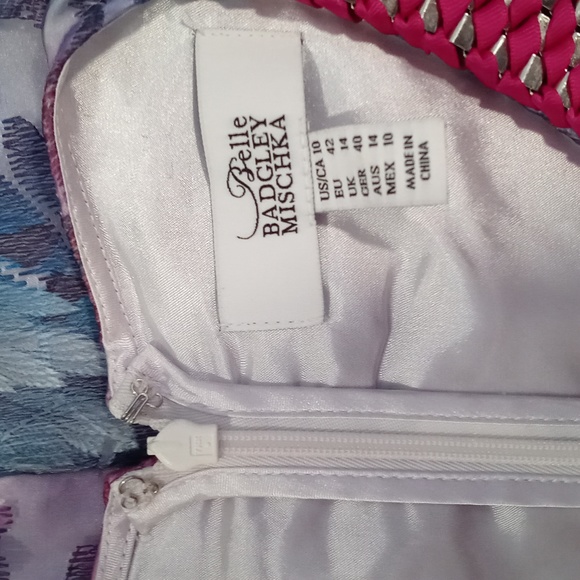 Belle
BADGLEY
MISCHKA
US/CA 10
EU 42
UK 14
GER 40
AUS 14
MEX 10
MADE IN
CHINA